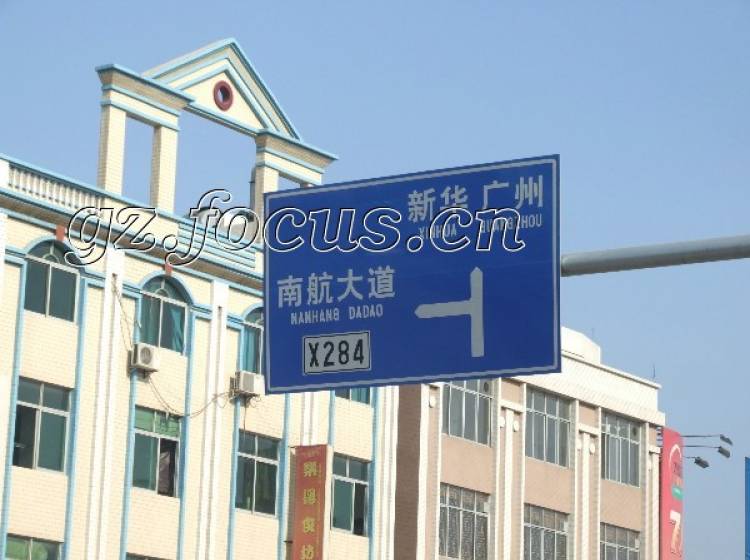 新华 广州
XINHUA GUANGZHOU
gz.focus.cn
南航大道
NANHANG DADAO
X284